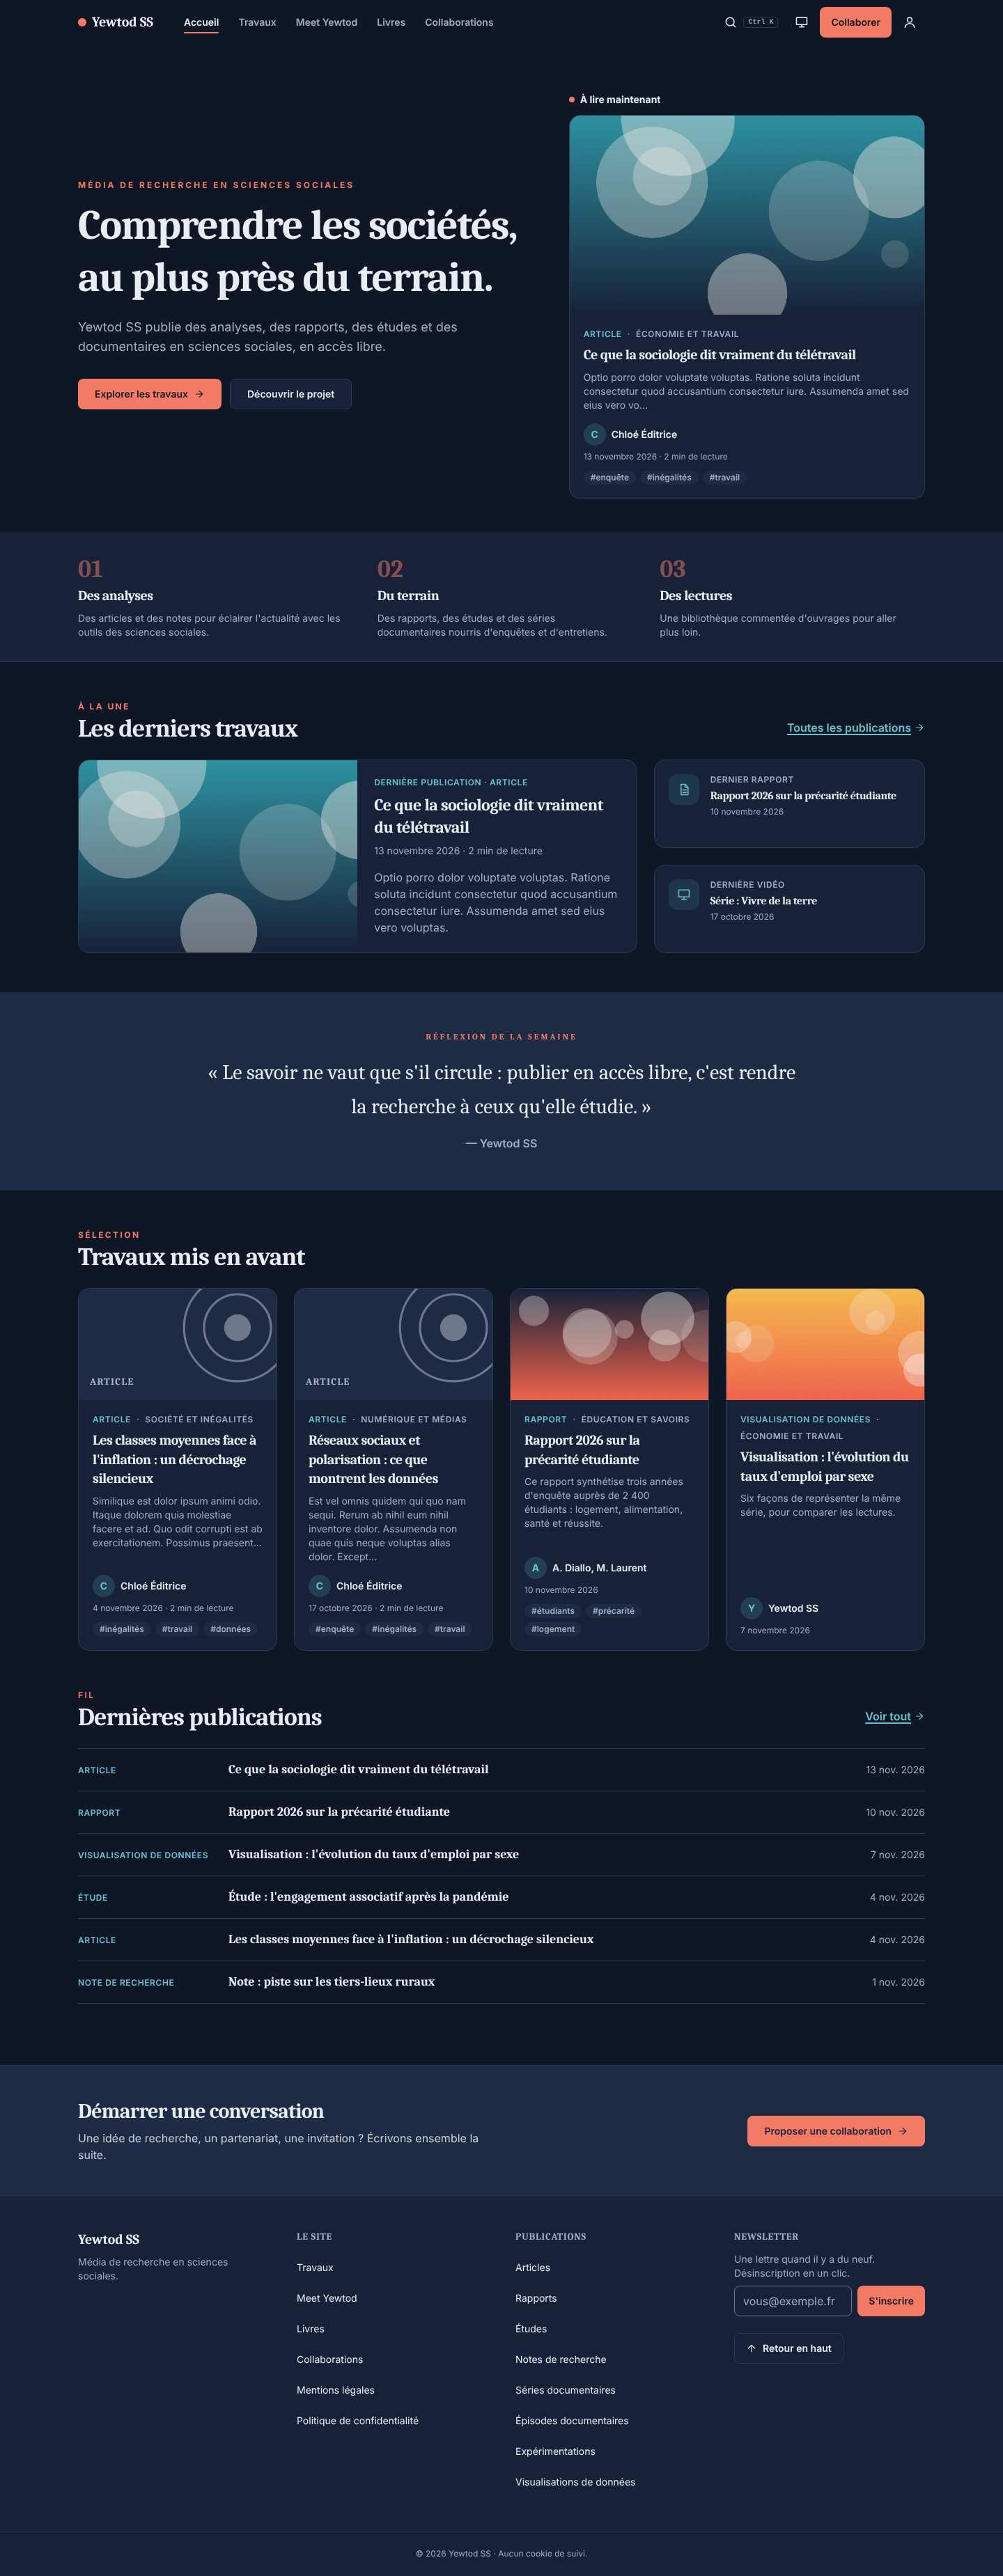 Yewtod SS
Accueil
Travaux
Meet Yewtod
Livres
Collaborations
Ctrl K
Collaborer
MÉDIA DE RECHERCHE EN SCIENCES SOCIALES
Comprendre les sociétés,
au plus près du terrain.
Yewtod SS publie des analyses, des rapports, des études et des
documentaires en sciences sociales, en accès libre.
Explorer les travaux →
Découvrir le projet
À lire maintenant
ARTICLE · ÉCONOMIE ET TRAVAIL
Ce que la sociologie dit vraiment du télétravail
Optio porro dolor voluptate voluptas. Ratione soluta incidunt
consectetur quod accusantium consectetur iure. Assumenda amet sed
eius vero vo...
C
Chloé Éditrice
13 novembre 2026 · 2 min de lecture
#enquête #inégalités #travail
01
Des analyses
Des articles et des notes pour éclairer l'actualité avec les
outils des sciences sociales.
02
Du terrain
Des rapports, des études et des séries
documentaires nourris d'enquêtes et d'entretiens.
03
Des lectures
Une bibliothèque commentée d'ouvrages pour aller
plus loin.
À LA UNE
Les derniers travaux
Toutes les publications →
DERNIÈRE PUBLICATION · ARTICLE
Ce que la sociologie dit vraiment
du télétravail
13 novembre 2026 · 2 min de lecture
Optio porro dolor voluptate voluptas. Ratione
soluta incidunt consectetur quod accusantium
consectetur iure. Assumenda amet sed eius
vero voluptas.
DERNIER RAPPORT
Rapport 2026 sur la précarité étudiante
10 novembre 2026
DERNIÈRE VIDÉO
Série : Vivre de la terre
17 octobre 2026
RÉFLEXION DE LA SEMAINE
« Le savoir ne vaut que s'il circule : publier en accès libre, c'est rendre
la recherche à ceux qu'elle étudie. »
— Yewtod SS
SÉLECTION
Travaux mis en avant
ARTICLE
ARTICLE · SOCIÉTÉ ET INÉGALITÉS
Les classes moyennes face à
l'inflation : un décrochage
silencieux
Similique est dolor ipsum animi odio.
Itaque dolorem quia molestiae
facere et ad. Quo odit corrupti est ab
exercitationem. Possimus praesent...
C
Chloé Éditrice
4 novembre 2026 · 2 min de lecture
#inégalités #travail #données
ARTICLE
ARTICLE · NUMÉRIQUE ET MÉDIAS
Réseaux sociaux et
polarisation : ce que
montrent les données
Est vel omnis quidem qui quo nam
sequi. Rerum ab nihil eum nihil
inventore dolor. Assumenda non
quae quis neque voluptas alias
dolor. Except...
C
Chloé Éditrice
17 octobre 2026 · 2 min de lecture
#enquête #inégalités #travail
RAPPORT · ÉDUCATION ET SAVOIRS
Rapport 2026 sur la
précarité étudiante
Ce rapport synthétise trois années
d'enquête auprès de 2 400
étudiants : logement, alimentation,
santé et réussite.
A
A. Diallo, M. Laurent
10 novembre 2026
#étudiants #précarité
#logement
VISUALISATION DE DONNÉES ·
ÉCONOMIE ET TRAVAIL
Visualisation : l'évolution du
taux d'emploi par sexe
Six façons de représenter la même
série, pour comparer les lectures.
Y
Yewtod SS
7 novembre 2026
FIL
Dernières publications
Voir tout →
ARTICLE
Ce que la sociologie dit vraiment du télétravail
13 nov. 2026
RAPPORT
Rapport 2026 sur la précarité étudiante
10 nov. 2026
VISUALISATION DE DONNÉES
Visualisation : l'évolution du taux d'emploi par sexe
7 nov. 2026
ÉTUDE
Étude : l'engagement associatif après la pandémie
4 nov. 2026
ARTICLE
Les classes moyennes face à l'inflation : un décrochage silencieux
4 nov. 2026
NOTE DE RECHERCHE
Note : piste sur les tiers-lieux ruraux
1 nov. 2026
Démarrer une conversation
Une idée de recherche, un partenariat, une invitation ? Écrivons ensemble la
suite.
Proposer une collaboration →
Yewtod SS
Média de recherche en sciences
sociales.
LE SITE
Travaux
Meet Yewtod
Livres
Collaborations
Mentions légales
Politique de confidentialité
PUBLICATIONS
Articles
Rapports
Études
Notes de recherche
Séries documentaires
Épisodes documentaires
Expérimentations
Visualisations de données
NEWSLETTER
Une lettre quand il y a du neuf.
Désinscription en un clic.
vous@exemple.fr
S'inscrire
↑ Retour en haut
© 2026 Yewtod SS · Aucun cookie de suivi.